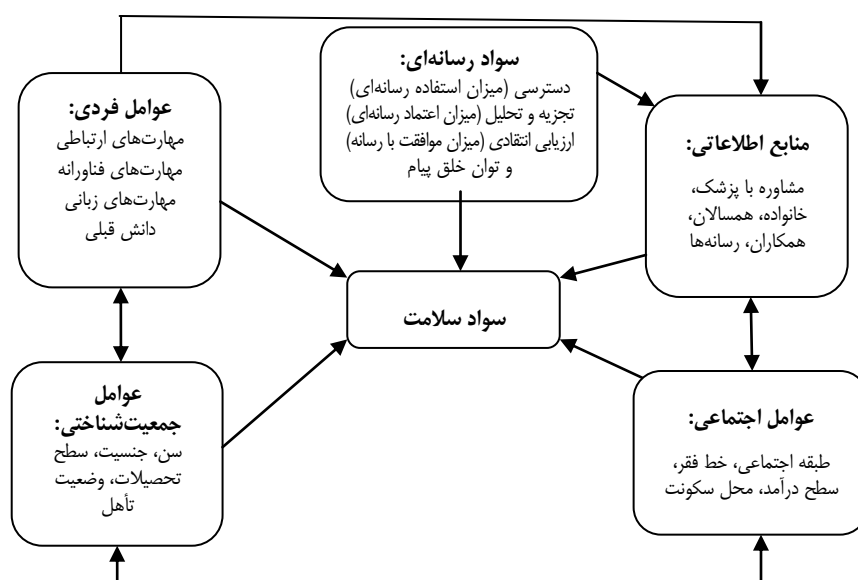 سواد رسانه‌ای:
دسترسی (میزان استفاده رسانه‌ای)
تجزیه و تحلیل (میزان اعتماد رسانه‌ای)
ارزیابی انتقادی (میزان موافقت با رسانه)
و توان خلق پیام
عوامل فردی:
مهارت‌های ارتباطی
مهارت‌های فناورانه
مهارت‌های زبانی
دانش قبلی
منابع اطلاعاتی:
مشاوره با پزشک،
خانواده، همسالان،
همکاران، رسانه‌ها
سواد سلامت
عوامل
جمعیت‌شناختی:
سن، جنسیت، سطح
تحصیلات، وضعیت
تأهل
عوامل اجتماعی:
طبقه اجتماعی، خط فقر،
سطح درآمد، محل سکونت